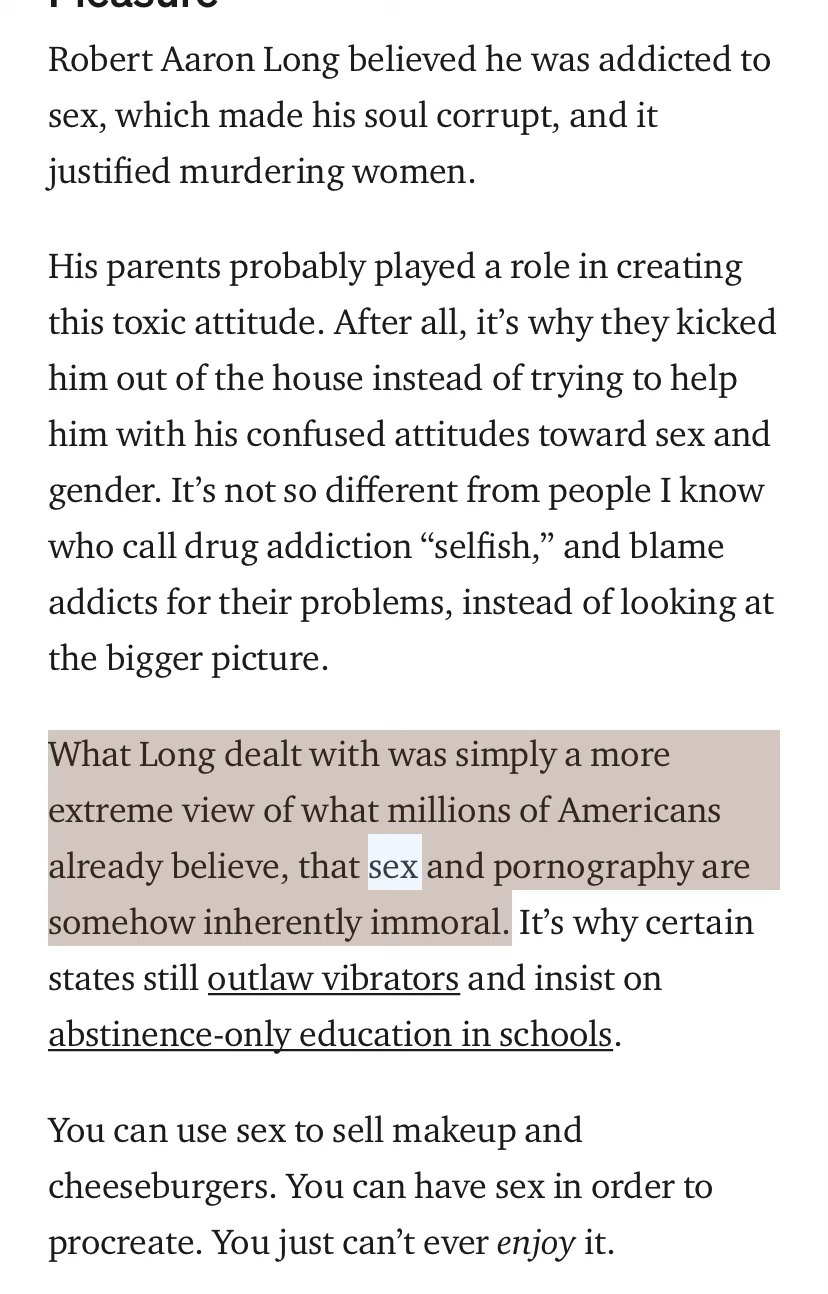 Pleasure
Robert Aaron Long believed he was addicted to
sex, which made his soul corrupt, and it
justified murdering women.
His parents probably played a role in creating
this toxic attitude. After all, it’s why they kicked
him out of the house instead of trying to help
him with his confused attitudes toward sex and
gender. It’s not so different from people I know
who call drug addiction “selfish,” and blame
addicts for their problems, instead of looking at
the bigger picture.
What Long dealt with was simply a more
extreme view of what millions of Americans
already believe, that sex and pornography are
somehow inherently immoral. It’s why certain
states still outlaw vibrators and insist on
abstinence-only education in schools.
You can use sex to sell makeup and
cheeseburgers. You can have sex in order to
procreate. You just can’t ever enjoy it.